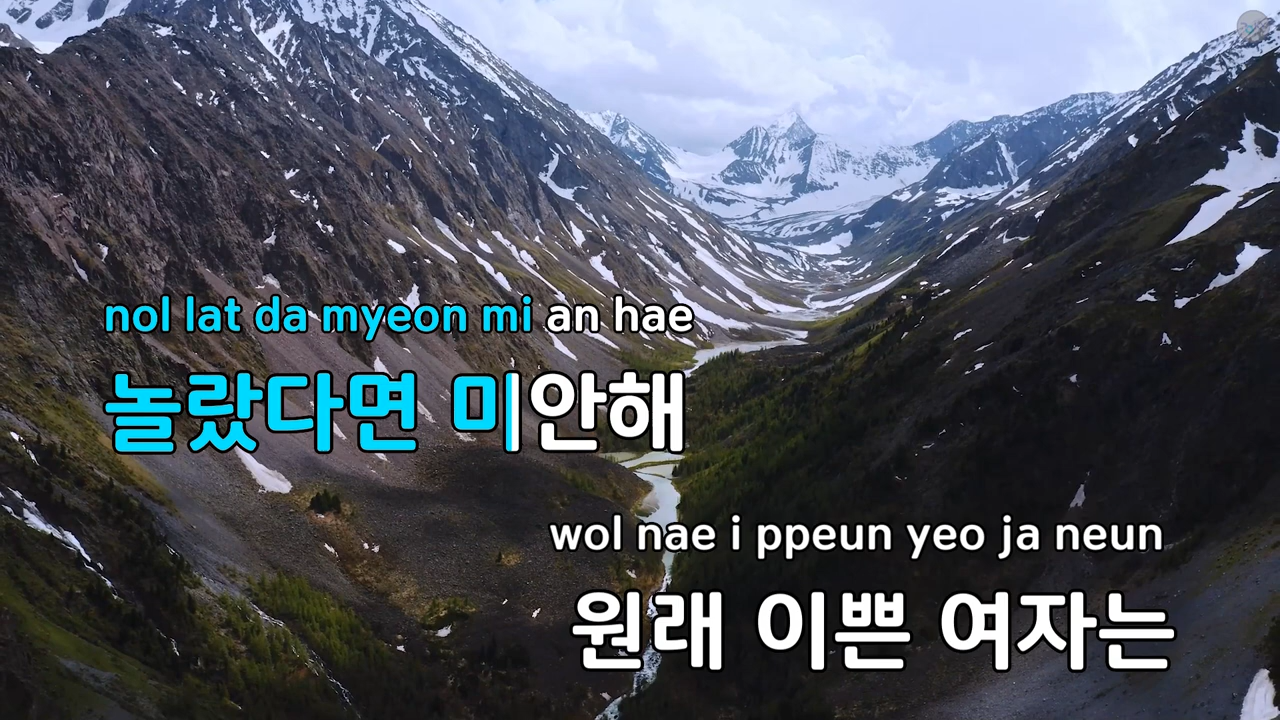 nol lat da myeon mi an hae
놀랐다면 미안해
wol nae i ppeun yeo ja neun
원래 이쁜 여자는